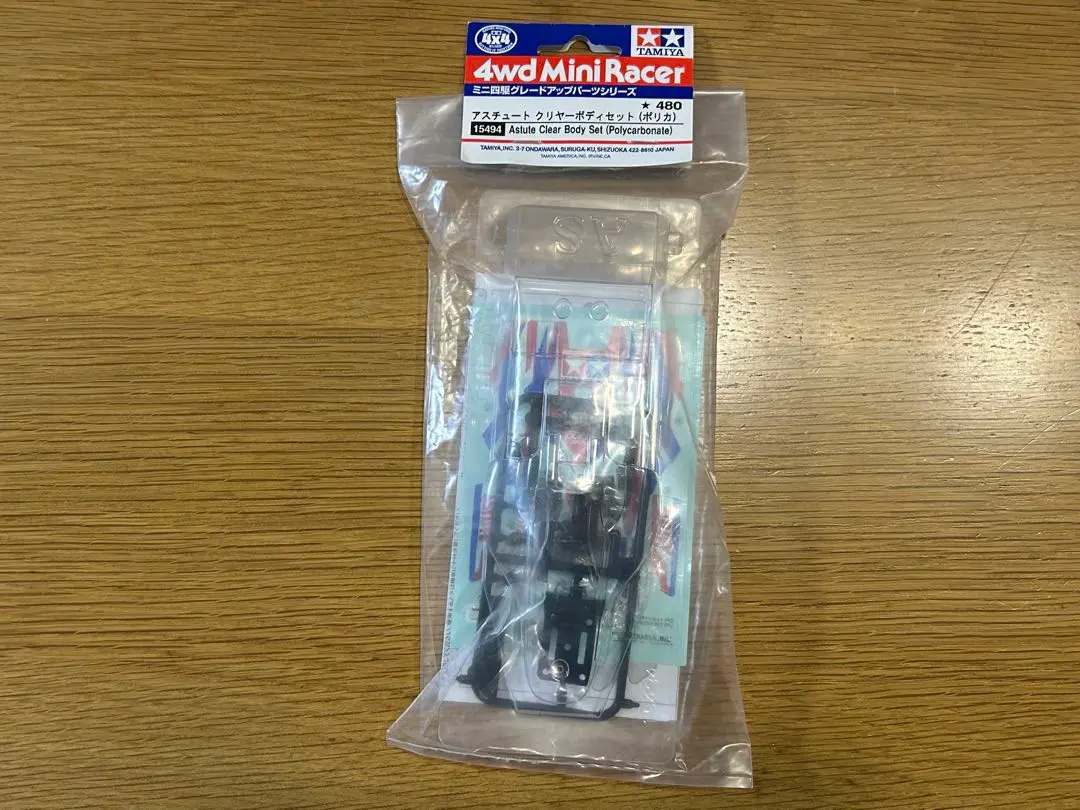 4x4
TAMIYA
4wd Mini Racer
ミニ四駆グレードアップパーツシリーズ
★ 480
アスチュート クリヤーボディセット (ポリカ)
15494 Astute Clear Body Set (Polycarbonate)
TAMIYA, INC. 3-7 ONDAWARA, SURUGA-KU, SHIZUOKA 422-8610 JAPAN
TAMIYA AMERICA, INC. IRVINE, CA